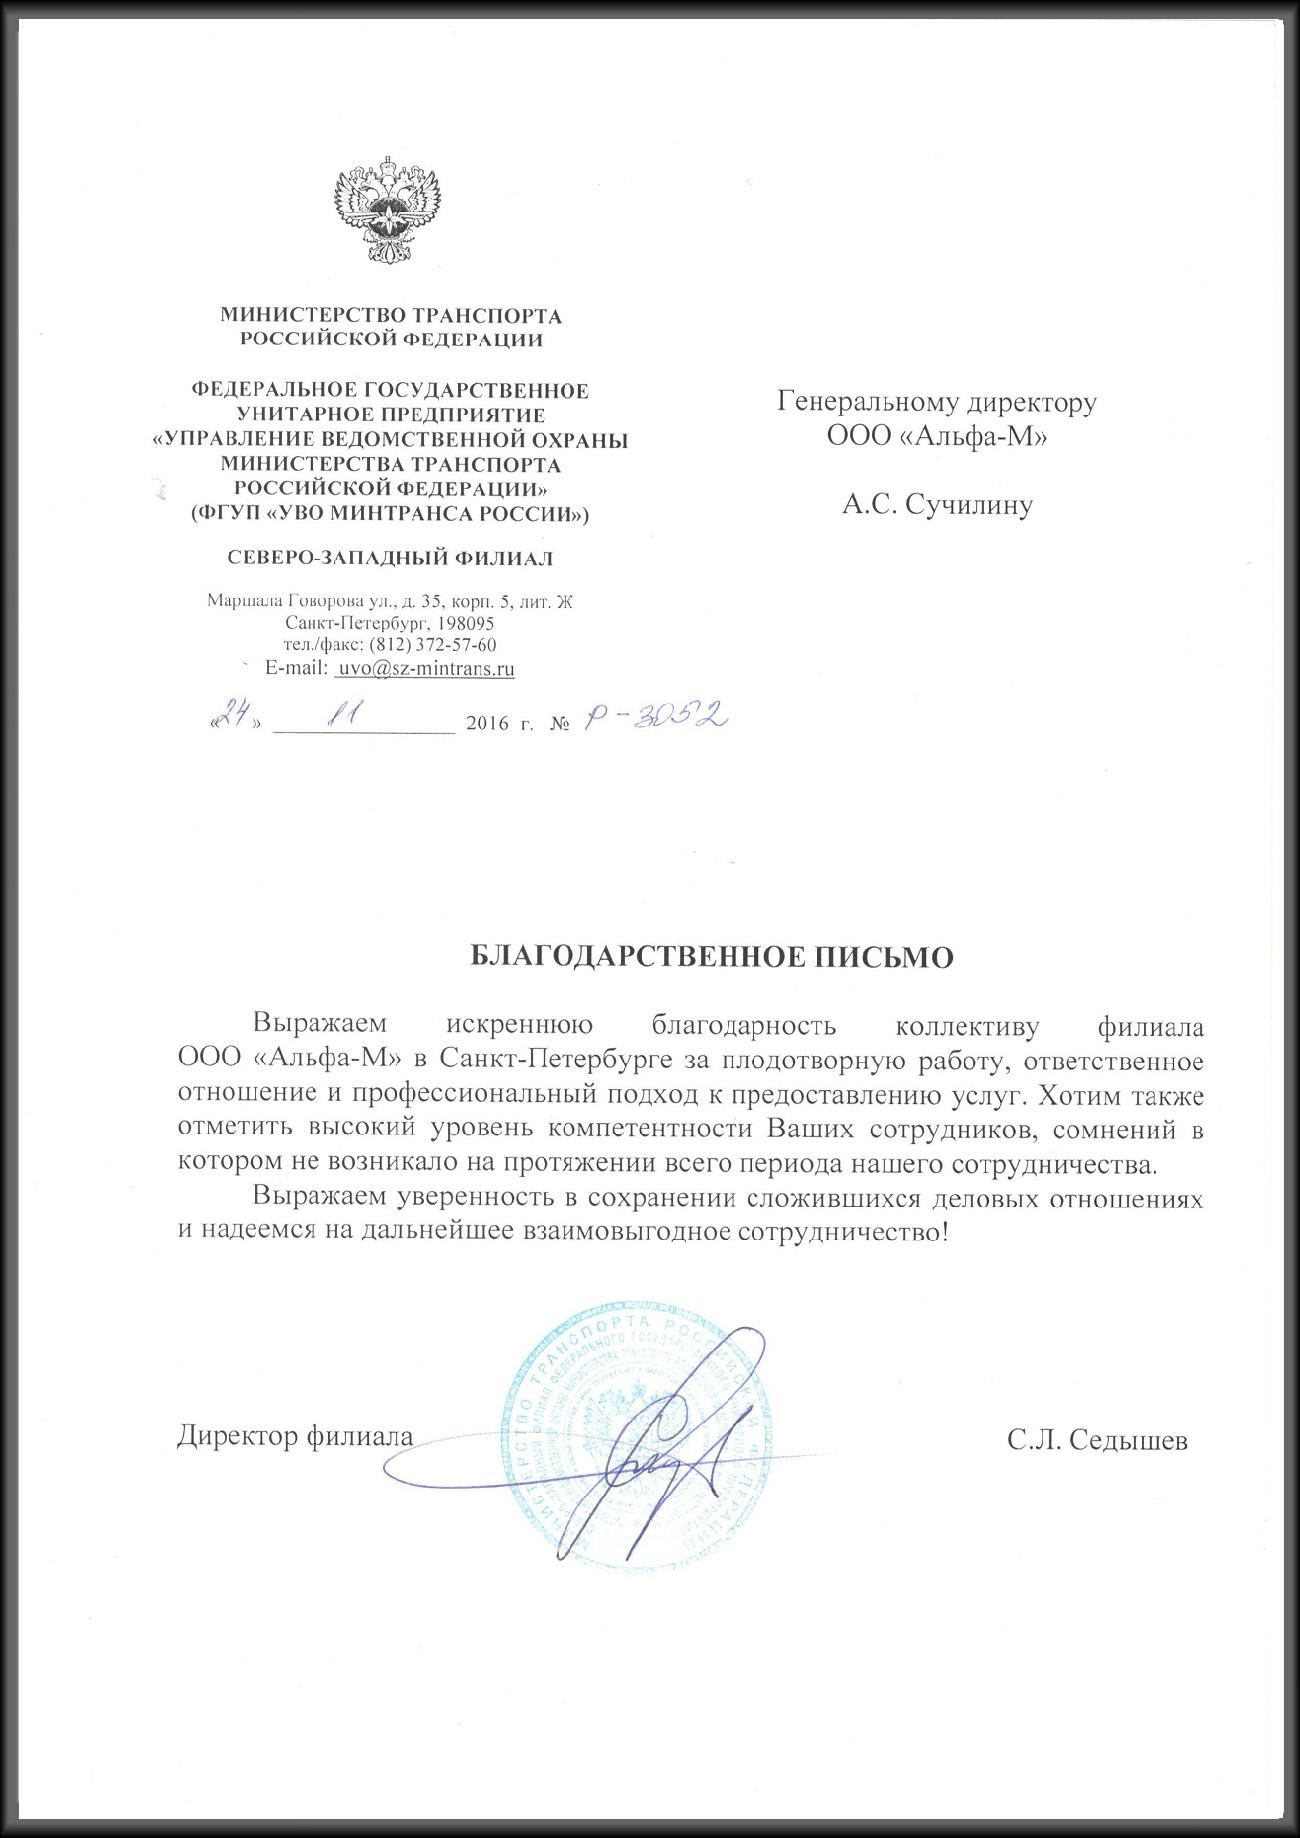 МИНИСТЕРСТВО ТРАНСПОРТА
РОССИЙСКОЙ ФЕДЕРАЦИИ
ФЕДЕРАЛЬНОЕ ГОСУДАРСТВЕННОЕ
УНИТАРНОЕ ПРЕДПРИЯТИЕ
«УПРАВЛЕНИЕ ВЕДОМСТВЕННОЙ ОХРАНЫ
МИНИСТЕРСТВА ТРАНСПОРТА
РОССИЙСКОЙ ФЕДЕРАЦИИ»
(ФГУП «УВО МИНТРАНСА РОССИИ»)
СЕВЕРО-ЗАПАДНЫЙ ФИЛИАЛ
Маршала Говорова ул., д. 35, корп. 5, лит. Ж
Санкт-Петербург, 198095
тел./факс: (812) 372-57-60
E-mail: uvo@sz-mintrans.ru
«24» 11 2016 г. № Р-3052
Генеральному директору
ООО «Альфа-М»
А.С. Сучилину
БЛАГОДАРСТВЕННОЕ ПИСЬМО
Выражаем искреннюю благодарность коллективу филиала
ООО «Альфа-М» в Санкт-Петербурге за плодотворную работу, ответственное
отношение и профессиональный подход к предоставлению услуг. Хотим также
отметить высокий уровень компетентности Ваших сотрудников, сомнений в
котором не возникало на протяжении всего периода нашего сотрудничества.
Выражаем уверенность в сохранении сложившихся деловых отношениях
и надеемся на дальнейшее взаимовыгодное сотрудничество!
МИНИСТЕРСТВО ТРАНСПОРТА РОССИЙСКОЙ ФЕДЕРАЦИИ
Директор филиала
С.Л. Седышев